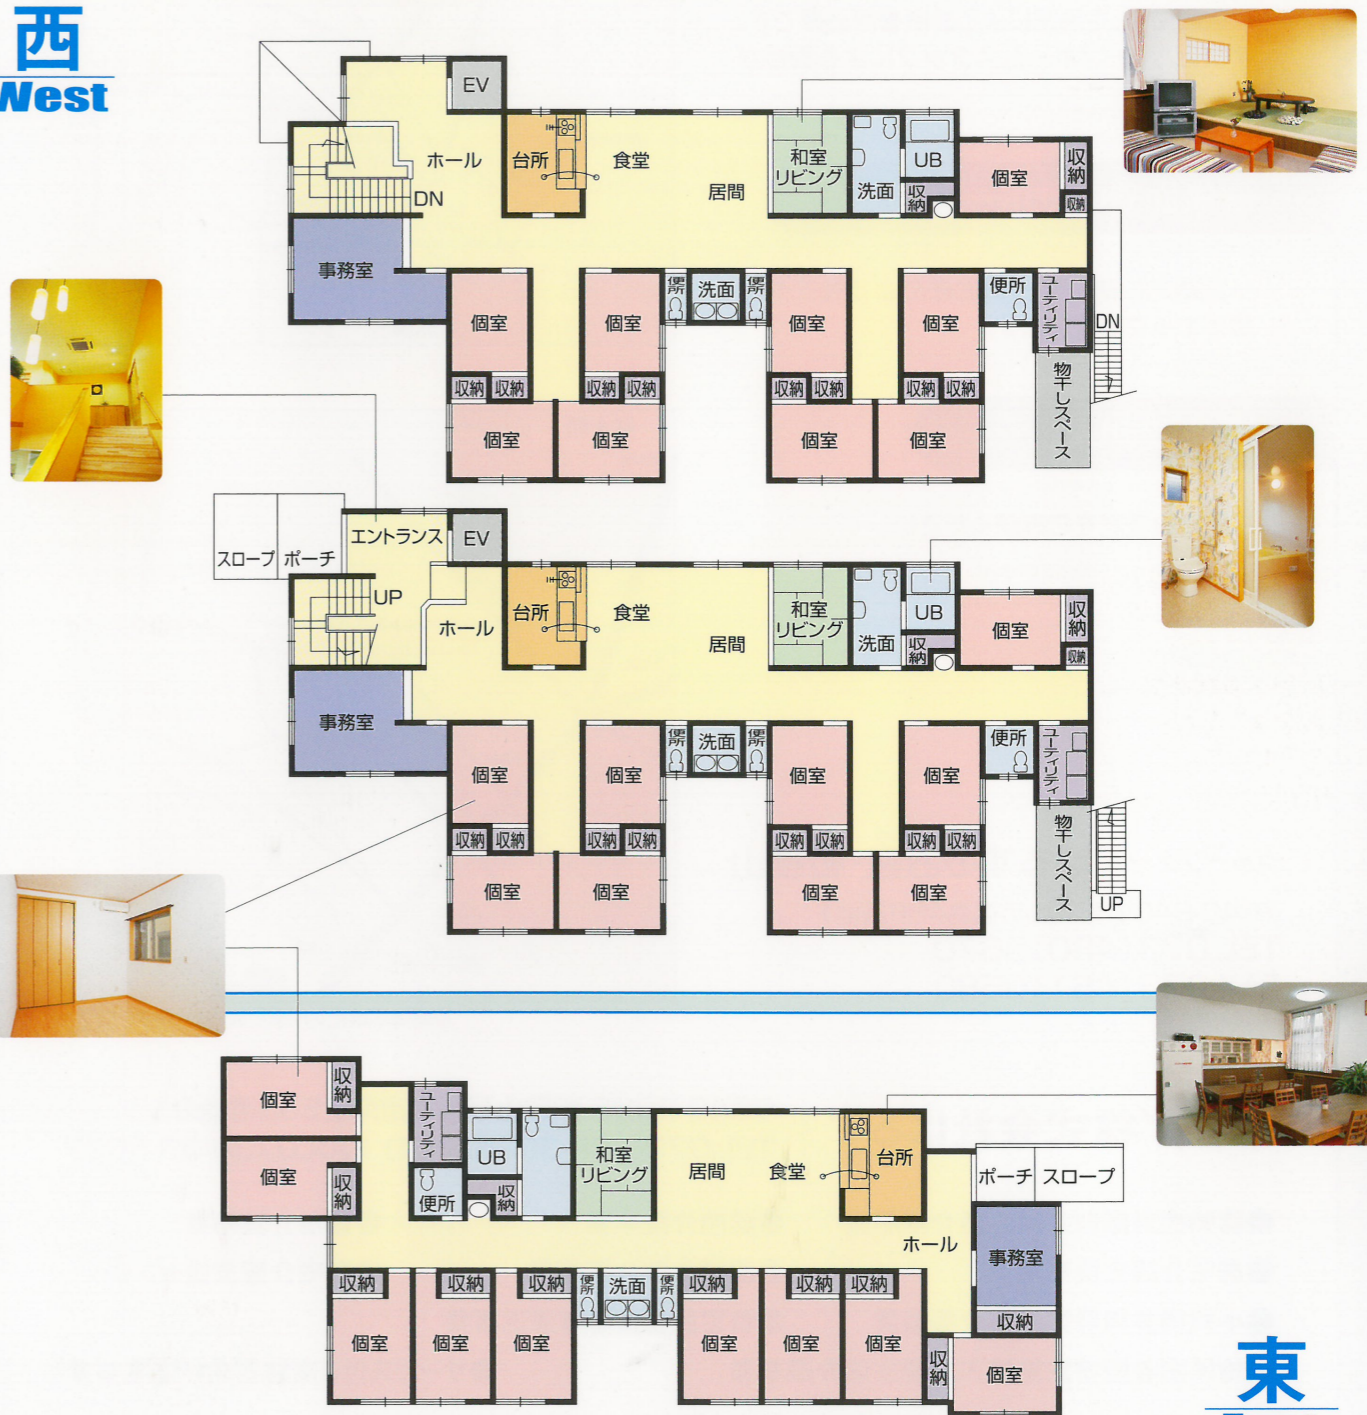 西
West
EV
ホール
台所
食堂
居間
和室
リビング
洗面
UB
収納
個室
収納
収納
DN
事務室
個室
個室
便所
洗面
便所
個室
個室
便所
ユーティリティ
DN
収納
収納
収納
収納
収納
収納
収納
収納
個室
個室
個室
個室
物干しスペース
スロープ
ポーチ
エントランス
EV
UP
ホール
台所
食堂
居間
和室
リビング
洗面
UB
収納
個室
収納
収納
事務室
個室
個室
便所
洗面
便所
個室
個室
便所
ユーティリティ
収納
収納
収納
収納
収納
収納
収納
収納
個室
個室
個室
個室
物干しスペース
UP
個室
収納
個室
収納
ユーティリティ
便所
UB
収納
和室
リビング
居間
食堂
台所
ホール
ポーチ
スロープ
事務室
収納
収納
収納
収納
便所
洗面
便所
収納
収納
収納
個室
個室
個室
個室
個室
個室
収納
個室
東